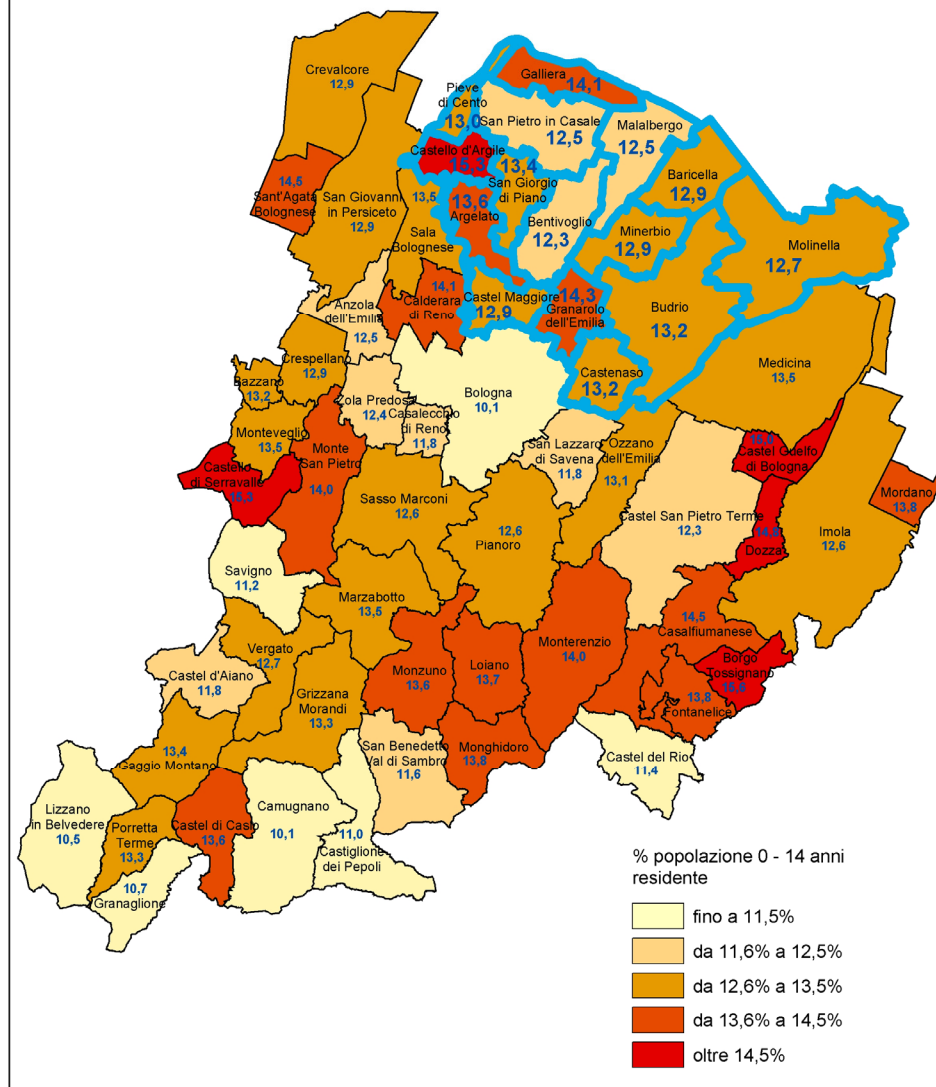 Crevalcore
12,9
Galliera
14,1
Pieve
di Cento
13,0
San Pietro in Casale
12,5
Malalbergo
12,5
Castello d'Argile
15,3
13,4
San Giorgio
di Piano
Baricella
12,9
14,5
Sant'Agata
Bolognese
San Giovanni
in Persiceto
12,9
13,5
Sala
Bolognese
13,6
Argelato
Bentivoglio
12,3
Minerbio
12,9
Molinella
12,7
Anzola
dell'Emilia
12,5
14,1
Calderara
di Reno
Castel Maggiore
12,9
14,3
Granarolo
dell'Emilia
Budrio
13,2
Crespellano
12,9
Bazzano
13,2
Zola Predosa
12,4
Casalecchio
di Reno
11,8
Bologna
10,1
Castenaso
13,2
Medicina
13,5
Monteveglio
13,5
Monte
San Pietro
14,0
San Lazzaro
di Savena
11,8
Ozzano
dell'Emilia
13,1
Castel Guelfo
di Bologna
Castello
di Serravalle
15,3
Sasso Marconi
12,6
12,6
Pianoro
Castel San Pietro Terme
12,3
Dozza
Mordano
13,8
Imola
12,6
Savigno
11,2
Marzabotto
13,5
14,5
Casalfiumanese
Vergato
12,7
Monzuno
13,6
Loiano
13,7
Monterenzio
14,0
Borgo
Tossignano
Castel d'Aiano
11,8
Grizzana
Morandi
13,3
13,8
Fontanelice
13,4
Gaggio Montano
San Benedetto
Val di Sambro
11,6
Monghidoro
13,8
Castel del Rio
11,4
Lizzano
in Belvedere
10,5
Porretta
Terme
13,3
Castel di Casio
13,6
Camugnano
10,1
11,0
Castiglione
dei Pepoli
10,7
Granaglione
% popolazione 0 - 14 anni
residente
fino a 11,5%
da 11,6% a 12,5%
da 12,6% a 13,5%
da 13,6% a 14,5%
oltre 14,5%